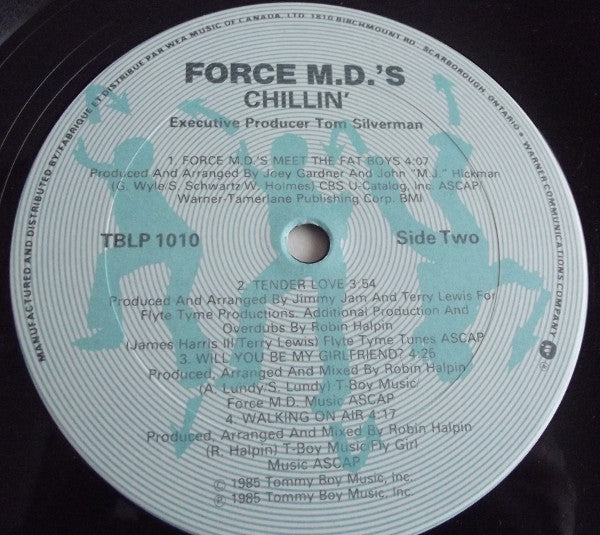 MANUFACTURED AND DISTRIBUTED BY/FABRIQUE ET DISTRIBUE PAR WEA MUSIC OF CANADA, LTD. 1810 BIRCHMOUNT RD., SCARBOROUGH, ONTARIO • A WARNER COMMUNICATIONS COMPANY
FORCE M.D.'S
CHILLIN'
Executive Producer Tom Silverman
1. FORCE M.D.'S MEET THE FAT BOYS 4:07
Produced And Arranged By Joey Gardner And John "M.J." Hickman
(G. Wyle S. Schwartz W. Holmes) CBS U-Catalog, Inc. ASCAP/
Warner-Tamerlane Publishing Corp. BMI
TBLP 1010
Side Two
2. TENDER LOVE 3:54
Produced And Arranged By Jimmy Jam And Terry Lewis For
Flyte Tyme Productions. Additional Production And
Overdubs By Robin Halpin
(James Harris III/Terry Lewis) Flyte Tyme Tunes ASCAP
3. WILL YOU BE MY GIRLFRIEND? 4:25
Produced, Arranged And Mixed By Robin Halpin
(A. Lundy/S. Lundy) T-Boy Music/
Force M.D. Music ASCAP
4. WALKING ON AIR 4:17
Produced, Arranged And Mixed By Robin Halpin
(R. Halpin) T-Boy Music/Fly Girl
Music ASCAP
© 1985 Tommy Boy Music, Inc.
℗ 1985 Tommy Boy Music, Inc.